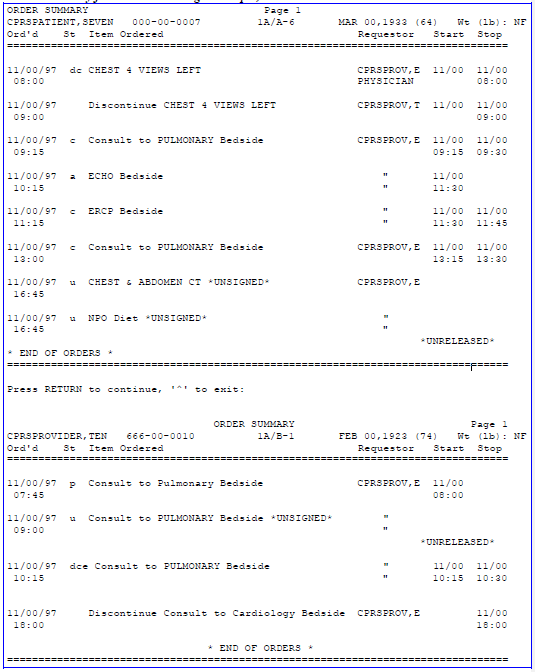 ORDER SUMMARY Page 1
CPRSPATIENT,SEVEN 000-00-0007 1A/A-6 MAR 00,1933 (64) Wt (lb): NF
Ord'd St Item Ordered Requestor Start Stop
11/00/97 dc CHEST 4 VIEWS LEFT CPRSPROV,E 11/00 11/00
08:00 PHYSICIAN 08:00
11/00/97 Discontinue CHEST 4 VIEWS LEFT CPRSPROV,T 11/00 11/00
09:00 09:00
11/00/97 c Consult to PULMONARY Bedside CPRSPROV,E 11/00 11/00
09:15 09:15 09:30
11/00/97 a ECHO Bedside " 11/00
10:15 " 11:30
11/00/97 c ERCP Bedside " 11/00 11/00
11:15 " 11:30 11:45
11/00/97 c Consult to PULMONARY Bedside CPRSPROV,E 11/00 11/00
13:00 13:15 13:30
11/00/97 u CHEST & ABDOMEN CT *UNSIGNED* CPRSPROV,E
16:45
11/00/97 u NPO Diet *UNSIGNED* "
16:45 "
*UNRELEASED*
* END OF ORDERS *
Press RETURN to continue, '^' to exit:
ORDER SUMMARY Page 1
CPRSPROVIDER,TEN 666-00-0010 1A/B-1 FEB 00,1923 (74) Wt (lb): NF
Ord'd St Item Ordered Requestor Start Stop
11/00/97 p Consult to Pulmonary Bedside CPRSPROV,E 11/00
07:45 08:00
11/00/97 u Consult to PULMONARY Bedside *UNSIGNED* "
09:00 "
*UNRELEASED*
11/00/97 dce Consult to PULMONARY Bedside " 11/00 11/00
10:15 " 10:15 10:30
11/00/97 Discontinue Consult to Cardiology Bedside CPRSPROV,E 11/00
18:00 18:00
* END OF ORDERS *